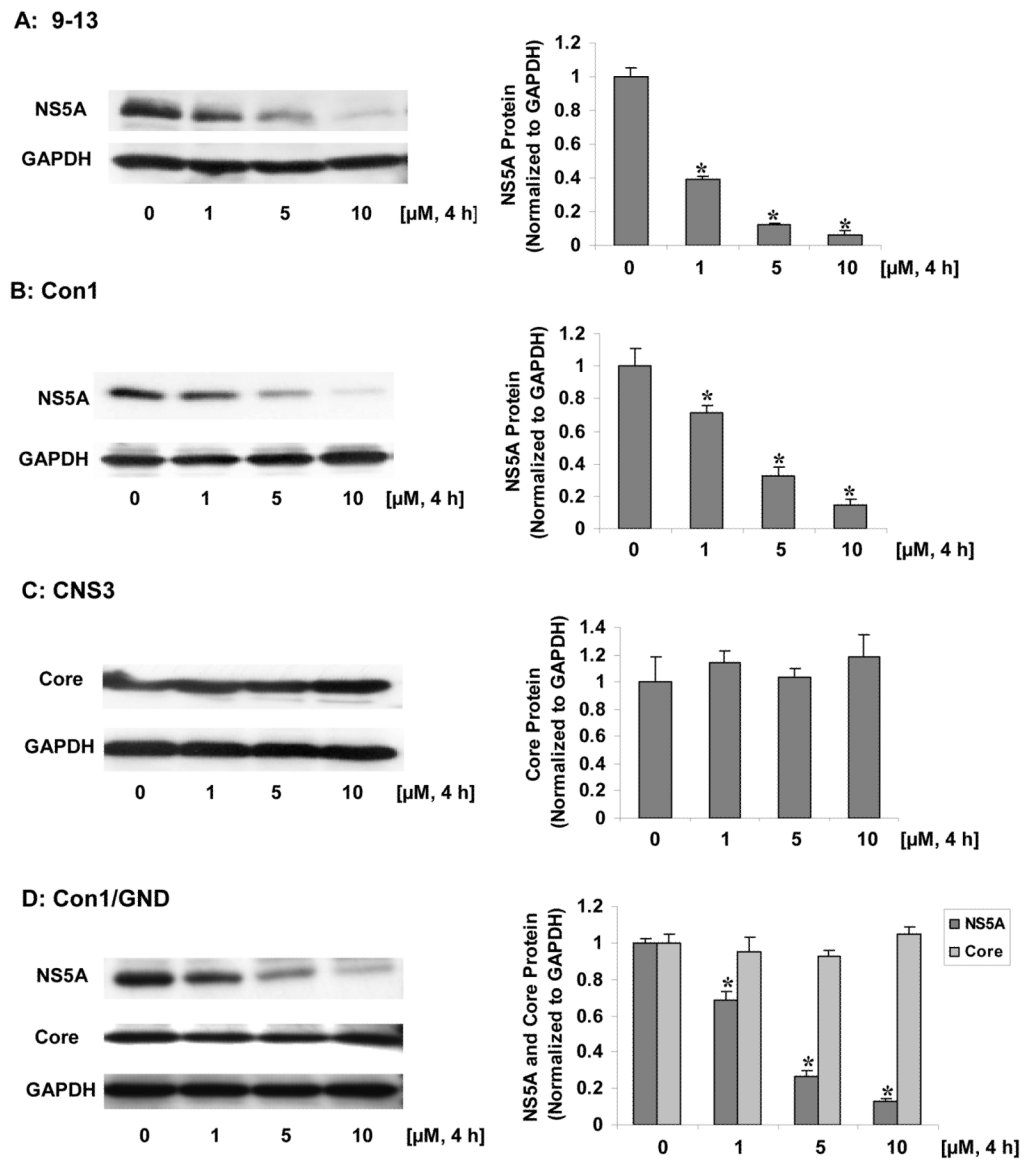 A: 9-13
NS5A
GAPDH
0 1 5 10 [µM, 4 h]
NS5A Protein
(Normalized to GAPDH)
1.2
1
0.8
0.6
0.4
0.2
0
* * *
0 1 5 10 [µM, 4 h]
B: Con1
NS5A
GAPDH
0 1 5 10 [µM, 4 h]
NS5A Protein
(Normalized to GAPDH)
1.2
1
0.8
0.6
0.4
0.2
0
* * *
0 1 5 10 [µM, 4 h]
C: CNS3
Core
GAPDH
0 1 5 10 [µM, 4 h]
Core Protein
(Normalized to GAPDH)
1.4
1.2
1
0.8
0.6
0.4
0.2
0
0 1 5 10 [µM, 4 h]
D: Con1/GND
NS5A
Core
GAPDH
0 1 5 10 [µM, 4 h]
NS5A and Core Protein
(Normalized to GAPDH)
1.2
1
0.8
0.6
0.4
0.2
0
* * *
0 1 5 10 [µM, 4 h]
NS5A
Core